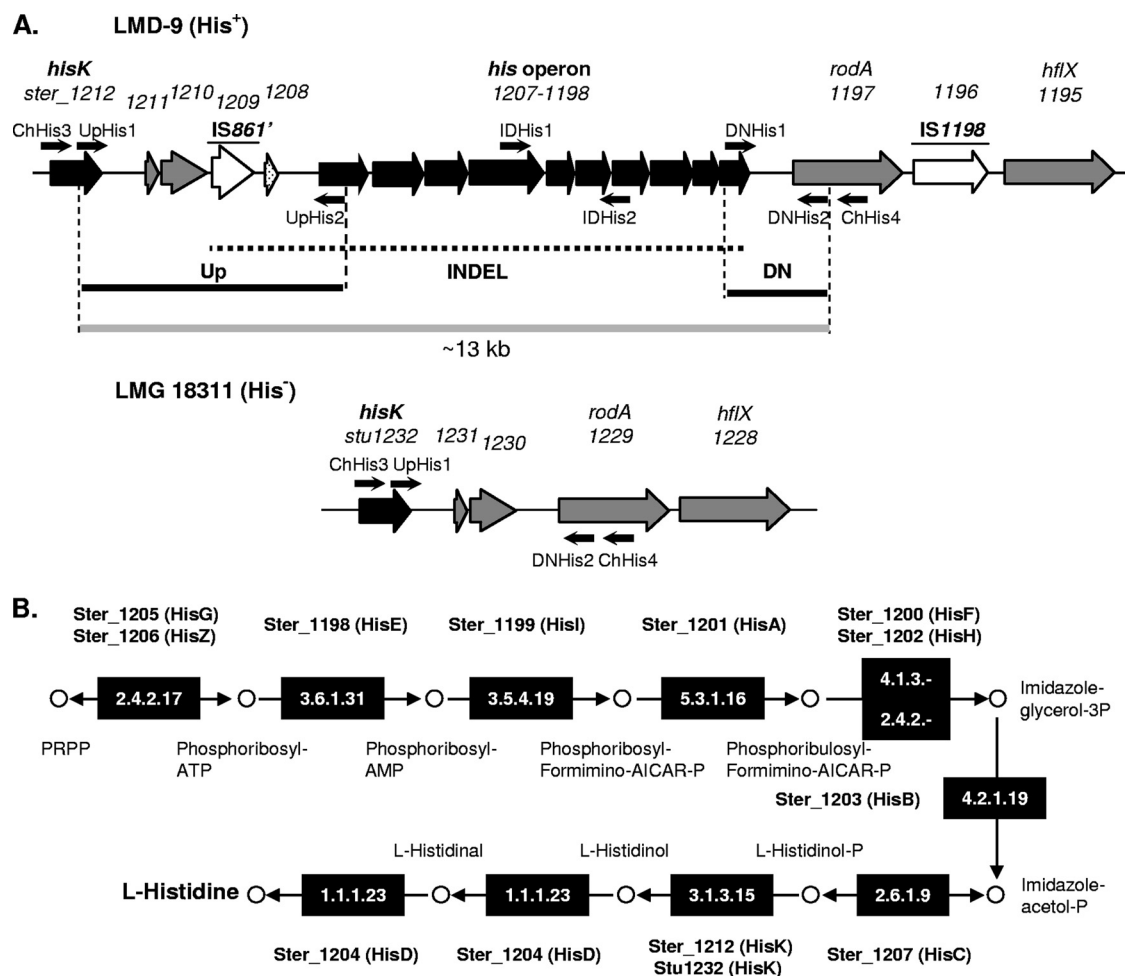 A.
LMD-9 (His+)
hisK
his operon
rodA
hflX
ster_1212
1211
1210
1209
1208
1207-1198
1197
1196
1195
ChHis3
UpHis1
IS861’
IDHis1
DNHis1
IS1198
UpHis2
IDHis2
DNHis2
ChHis4
Up
INDEL
DN
~13 kb
LMG 18311 (His-)
hisK
rodA
hflX
stu1232
1231
1230
1229
1228
ChHis3
UpHis1
DNHis2
ChHis4
B.
Ster_1205 (HisG)
Ster_1206 (HisZ)
Ster_1198 (HisE)
Ster_1199 (HisI)
Ster_1201 (HisA)
Ster_1200 (HisF)
Ster_1202 (HisH)
2.4.2.17
3.6.1.31
3.5.4.19
5.3.1.16
4.1.3.-
2.4.2.-
Imidazole-
glycerol-3P
PRPP
Phosphoribosyl-
ATP
Phosphoribosyl-
AMP
Phosphoribosyl-
Formimino-AICAR-P
Phosphoribulosyl-
Formimino-AICAR-P
Ster_1203 (HisB)
4.2.1.19
L-Histidinal
L-Histidinol
L-Histidinol-P
L-Histidine
1.1.1.23
1.1.1.23
3.1.3.15
2.6.1.9
Imidazole-
acetol-P
Ster_1204 (HisD)
Ster_1204 (HisD)
Ster_1212 (HisK)
Stu1232 (HisK)
Ster_1207 (HisC)